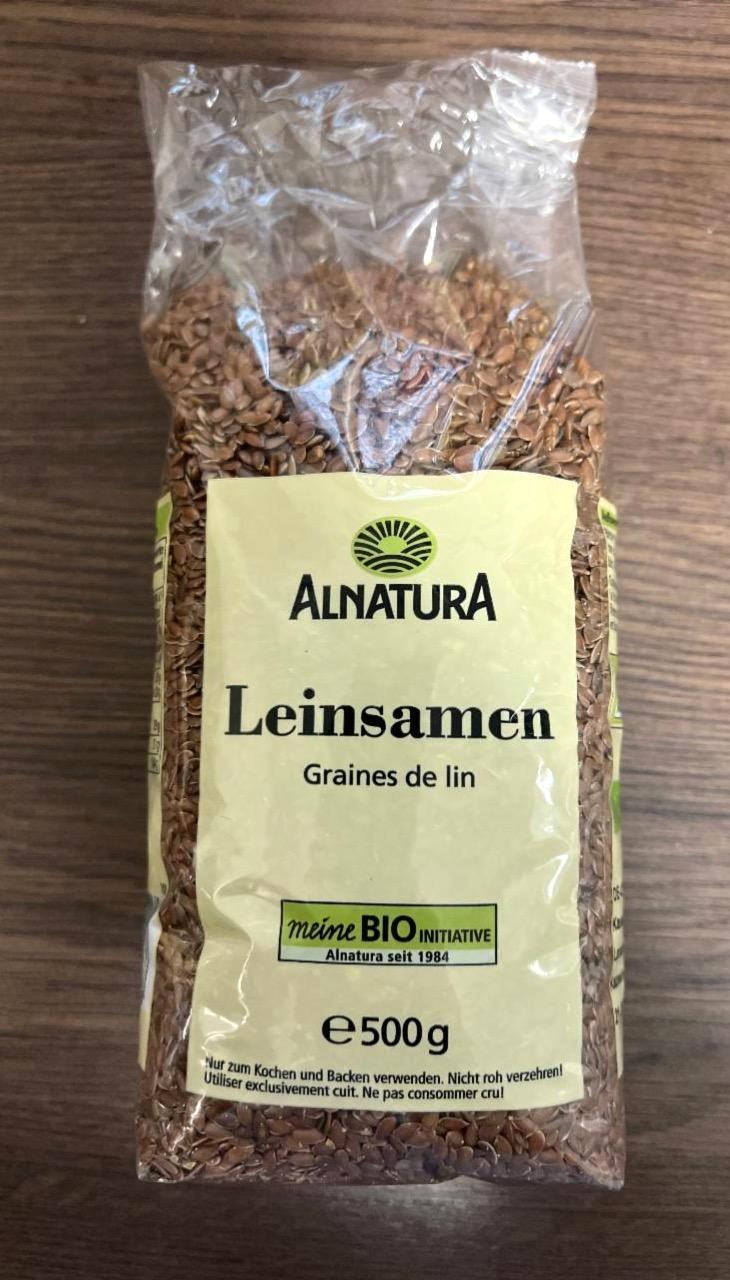 ALNATURA
Leinsamen
Graines de lin
meine BIO INITIATIVE
Alnatura seit 1984
℮500g
Nur zum Kochen und Backen verwenden. Nicht roh verzehren!
Utiliser exclusivement cuit. Ne pas consommer cru!